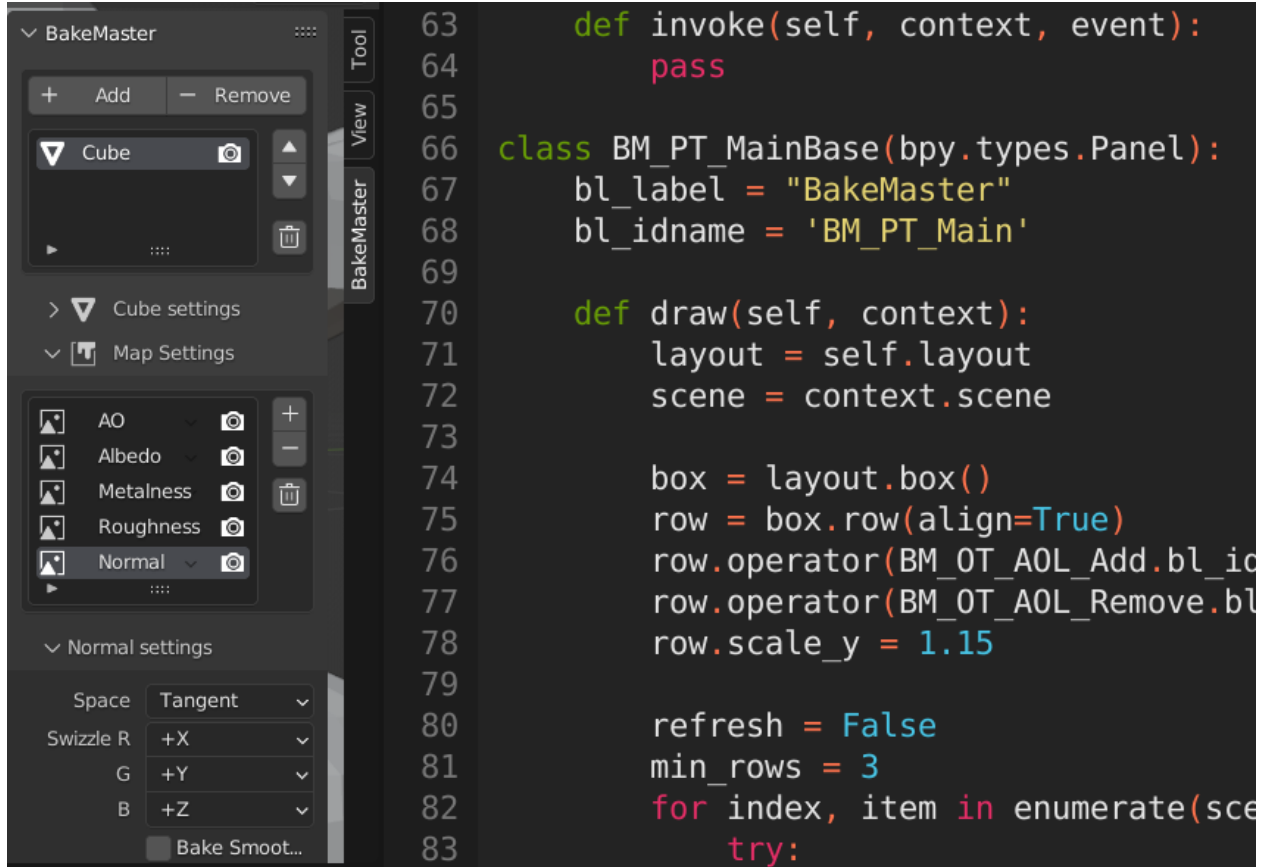 BakeMaster
+ Add − Remove
Cube
Cube settings
Map Settings
AO
Albedo
Metalness
Roughness
Normal
Normal settings
Space Tangent
Swizzle R +X
G +Y
B +Z
Bake Smoot...
Tool
View
BakeMaster
63 def invoke(self, context, event):
64 pass
65
66 class BM_PT_MainBase(bpy.types.Panel):
67 bl_label = "BakeMaster"
68 bl_idname = 'BM_PT_Main'
69
70 def draw(self, context):
71 layout = self.layout
72 scene = context.scene
73
74 box = layout.box()
75 row = box.row(align=True)
76 row.operator(BM_OT_AOL_Add.bl_id
77 row.operator(BM_OT_AOL_Remove.bl
78 row.scale_y = 1.15
79
80 refresh = False
81 min_rows = 3
82 for index, item in enumerate(sce
83 try: